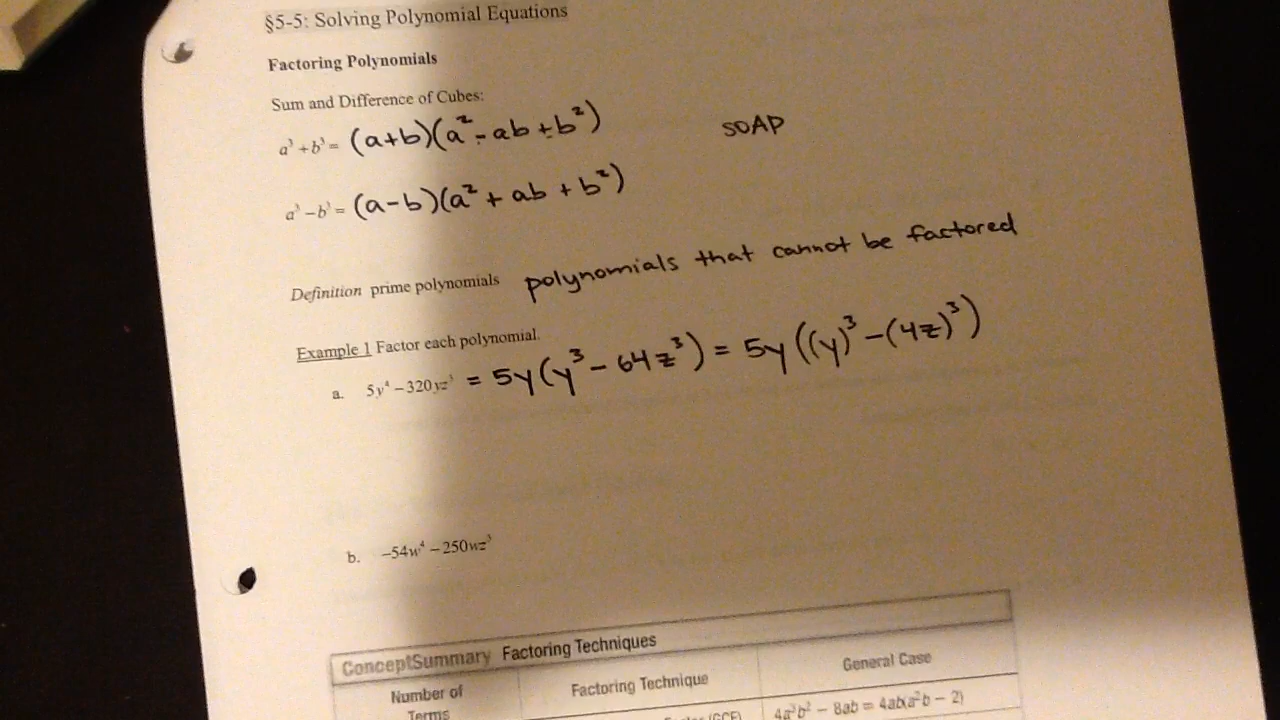 §5-5: Solving Polynomial Equations
Factoring Polynomials
Sum and Difference of Cubes:
a³ + b³ = (a+b)(a² - ab + b²) SOAP
a³ - b³ = (a-b)(a² + ab + b²)
Definition prime polynomials polynomials that cannot be factored
Example 1 Factor each polynomial.
a. 5y⁴ - 320yz³ = 5y(y³ - 64z³) = 5y((y)³ - (4z)³)
b. -54w⁴ - 250wz³
ConceptSummary Factoring Techniques
Number of Terms Factoring Technique General Case
(GCF) 4a³b² - 8ab = 4ab(a²b - 2)